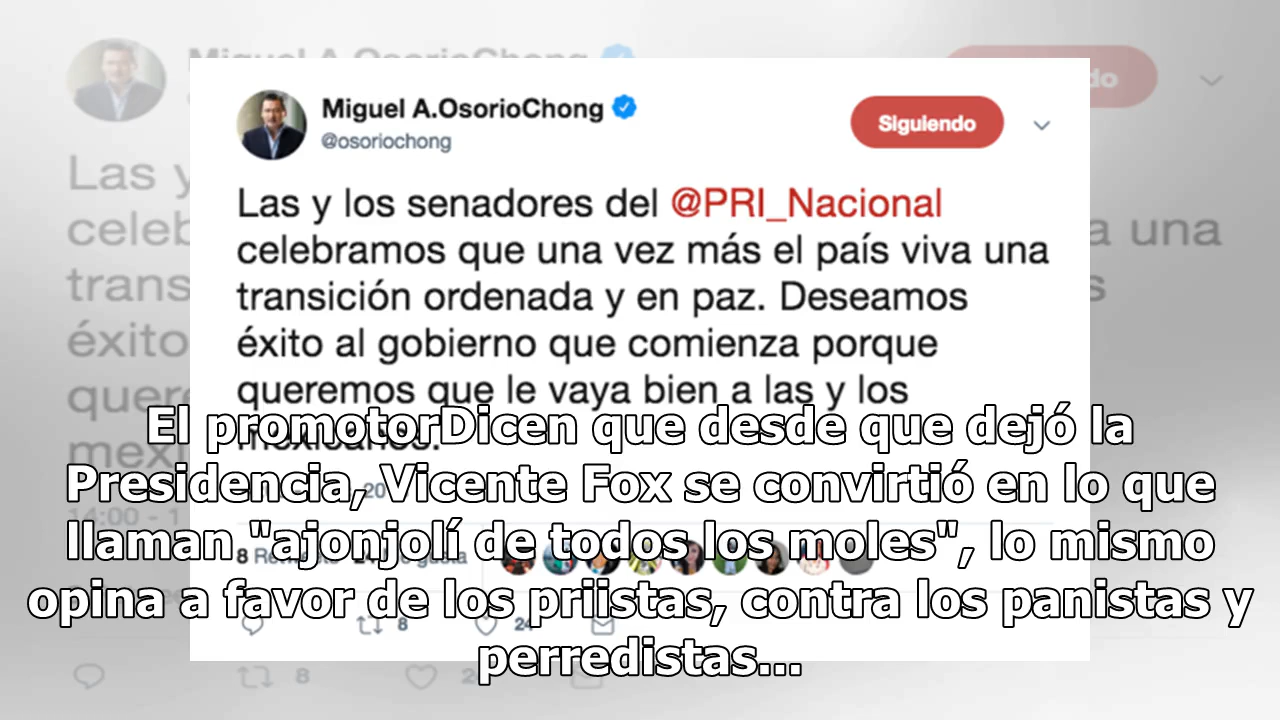 Miguel A.OsorioChong
@osoriochong
Siguiendo
Las y los senadores del @PRI_Nacional
celebramos que una vez más el país viva una
transición ordenada y en paz. Deseamos
éxito al gobierno que comienza porque
queremos que le vaya bien a las y los
mexicanos.
El promotorDicen que desde que dejó la
Presidencia, Vicente Fox se convirtió en lo que
llaman "ajonjolí de todos los moles", lo mismo
opina a favor de los priistas, contra los panistas y
perredistas...
8
24